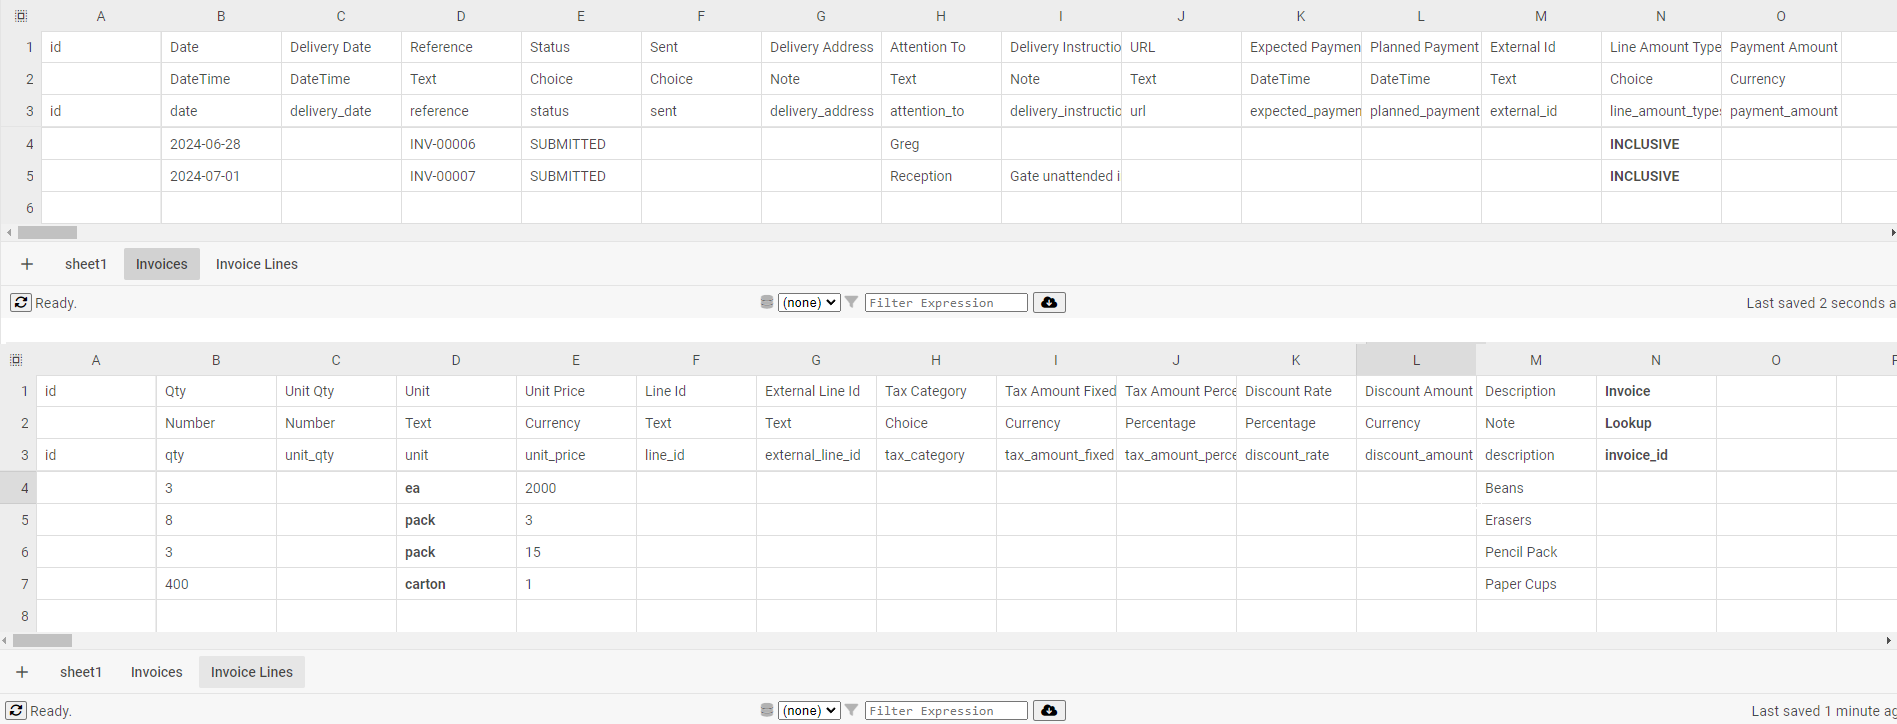 A B C D E F G H I J K L M N O
1 id Date Delivery Date Reference Status Sent Delivery Address Attention To Delivery Instructio URL Expected Paymen Planned Payment External Id Line Amount Type Payment Amount
2 DateTime DateTime Text Choice Choice Note Text Note Text DateTime DateTime Text Choice Currency
3 id date delivery_date reference status sent delivery_address attention_to delivery_instructio url expected_paymen planned_payment external_id line_amount_type payment_amount
4 2024-06-28 INV-00006 SUBMITTED Greg INCLUSIVE
5 2024-07-01 INV-00007 SUBMITTED Reception Gate unattended i INCLUSIVE
6
+ sheet1 Invoices Invoice Lines
Ready. (none) Filter Expression Last saved 2 seconds a
A B C D E F G H I J K L M N O
1 id Qty Unit Qty Unit Unit Price Line Id External Line Id Tax Category Tax Amount Fixed Tax Amount Perce Discount Rate Discount Amount Description Invoice
2 Number Number Text Currency Text Text Choice Currency Percentage Percentage Currency Note Lookup
3 id qty unit_qty unit unit_price line_id external_line_id tax_category tax_amount_fixed tax_amount_perce discount_rate discount_amount description invoice_id
4 3 ea 2000 Beans
5 8 pack 3 Erasers
6 3 pack 15 Pencil Pack
7 400 carton 1 Paper Cups
8
+ sheet1 Invoices Invoice Lines
Ready. (none) Filter Expression Last saved 1 minute ag